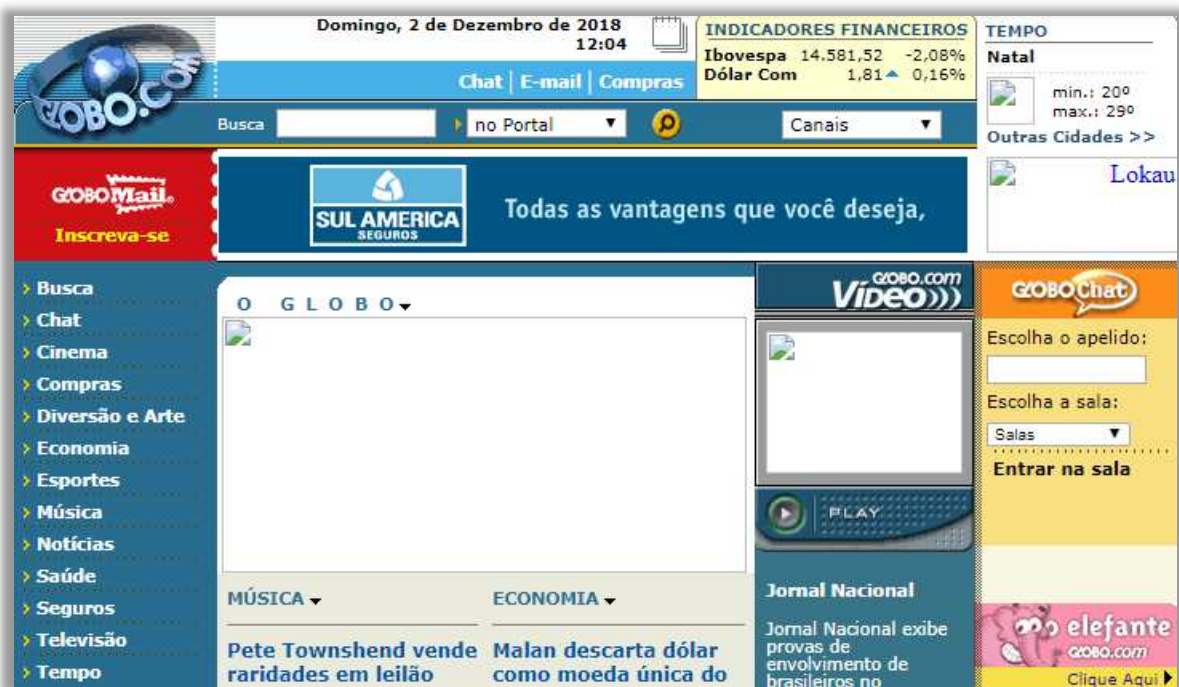 GLOBO.COM
Domingo, 2 de Dezembro de 2018
12:04
Chat | E-mail | Compras
INDICADORES FINANCEIROS
Ibovespa 14.581,52 -2,08%
Dólar Com 1,81 0,16%
TEMPO
Natal
min.: 20º
max.: 29º
Outras Cidades >>
Busca
no Portal
Canais
GLOBOMail
Inscreva-se
SUL AMERICA
SEGUROS
Todas as vantagens que você deseja,
Lokau
Busca
Chat
Cinema
Compras
Diversão e Arte
Economia
Esportes
Música
Notícias
Saúde
Seguros
Televisão
Tempo
O GLOBO
MÚSICA
Pete Townshend vende
raridades em leilão
ECONOMIA
Malan descarta dólar
como moeda única do
GLOBO.com
Vídeo)))
PLAY
Jornal Nacional
Jornal Nacional exibe
provas de
envolvimento de
brasileiros no
GLOBOChat
Escolha o apelido:
Escolha a sala:
Salas
Entrar na sala
elefante
GLOBO.com
Clique Aqui